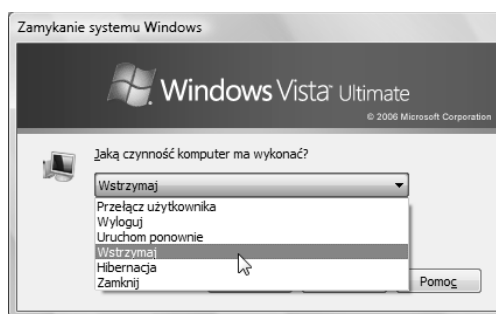 Zamykanie systemu Windows
Windows Vista™ Ultimate
© 2006 Microsoft Corporation
Jaką czynność komputer ma wykonać?
Wstrzymaj
Przełącz użytkownika
Wyloguj
Uruchom ponownie
Wstrzymaj
Hibernacja
Zamknij
Pomoc